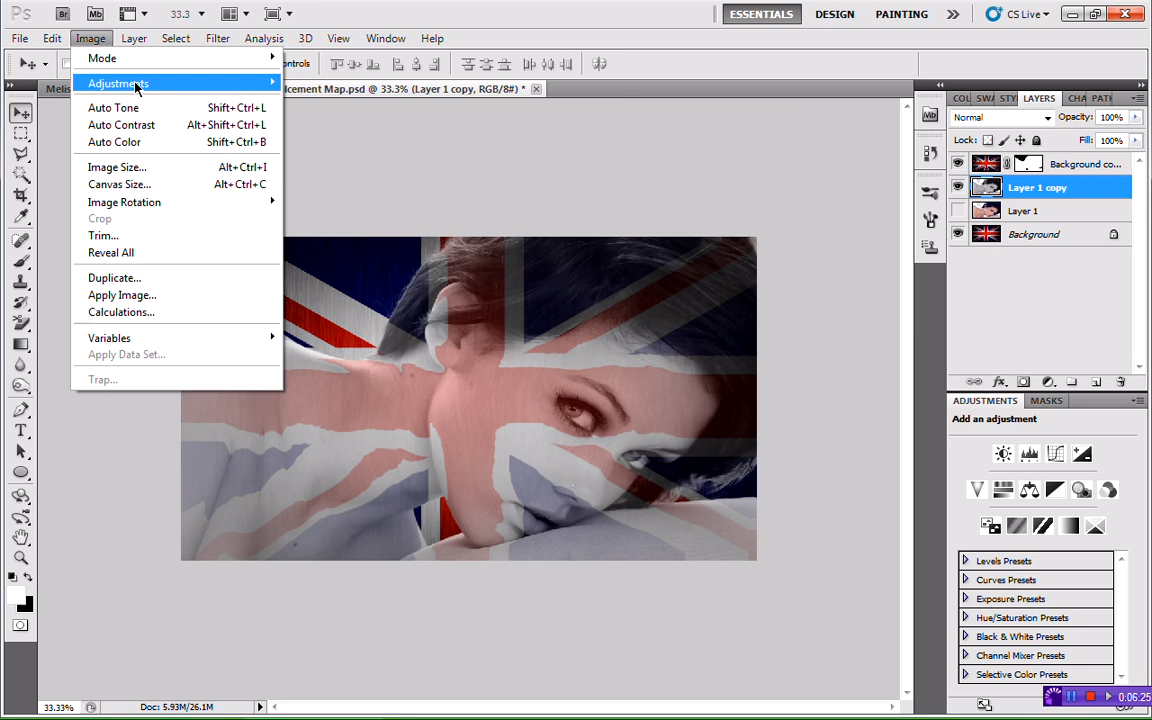 Ps Br Mb 33.3 ESSENTIALS DESIGN PAINTING CS Live
File Edit Image Layer Select Filter Analysis 3D View Window Help
Mode
Adjustments
Auto Tone Shift+Ctrl+L
Auto Contrast Alt+Shift+Ctrl+L
Auto Color Shift+Ctrl+B
Image Size... Alt+Ctrl+I
Canvas Size... Alt+Ctrl+C
Image Rotation
Crop
Trim...
Reveal All
Duplicate...
Apply Image...
Calculations...
Variables
Apply Data Set...
Trap...
ontrols
Melis
lcement Map.psd @ 33.3% (Layer 1 copy, RGB/8#) *
Mb
COL SWA STYL LAYERS CHA PATH
Normal Opacity: 100%
Lock: Fill: 100%
Background co...
Layer 1 copy
Layer 1
Background
ADJUSTMENTS MASKS
Add an adjustment
Levels Presets
Curves Presets
Exposure Presets
Hue/Saturation Presets
Black & White Presets
Channel Mixer Presets
Selective Color Presets
33.33% Doc: 5.93M/26.1M
0:06:25